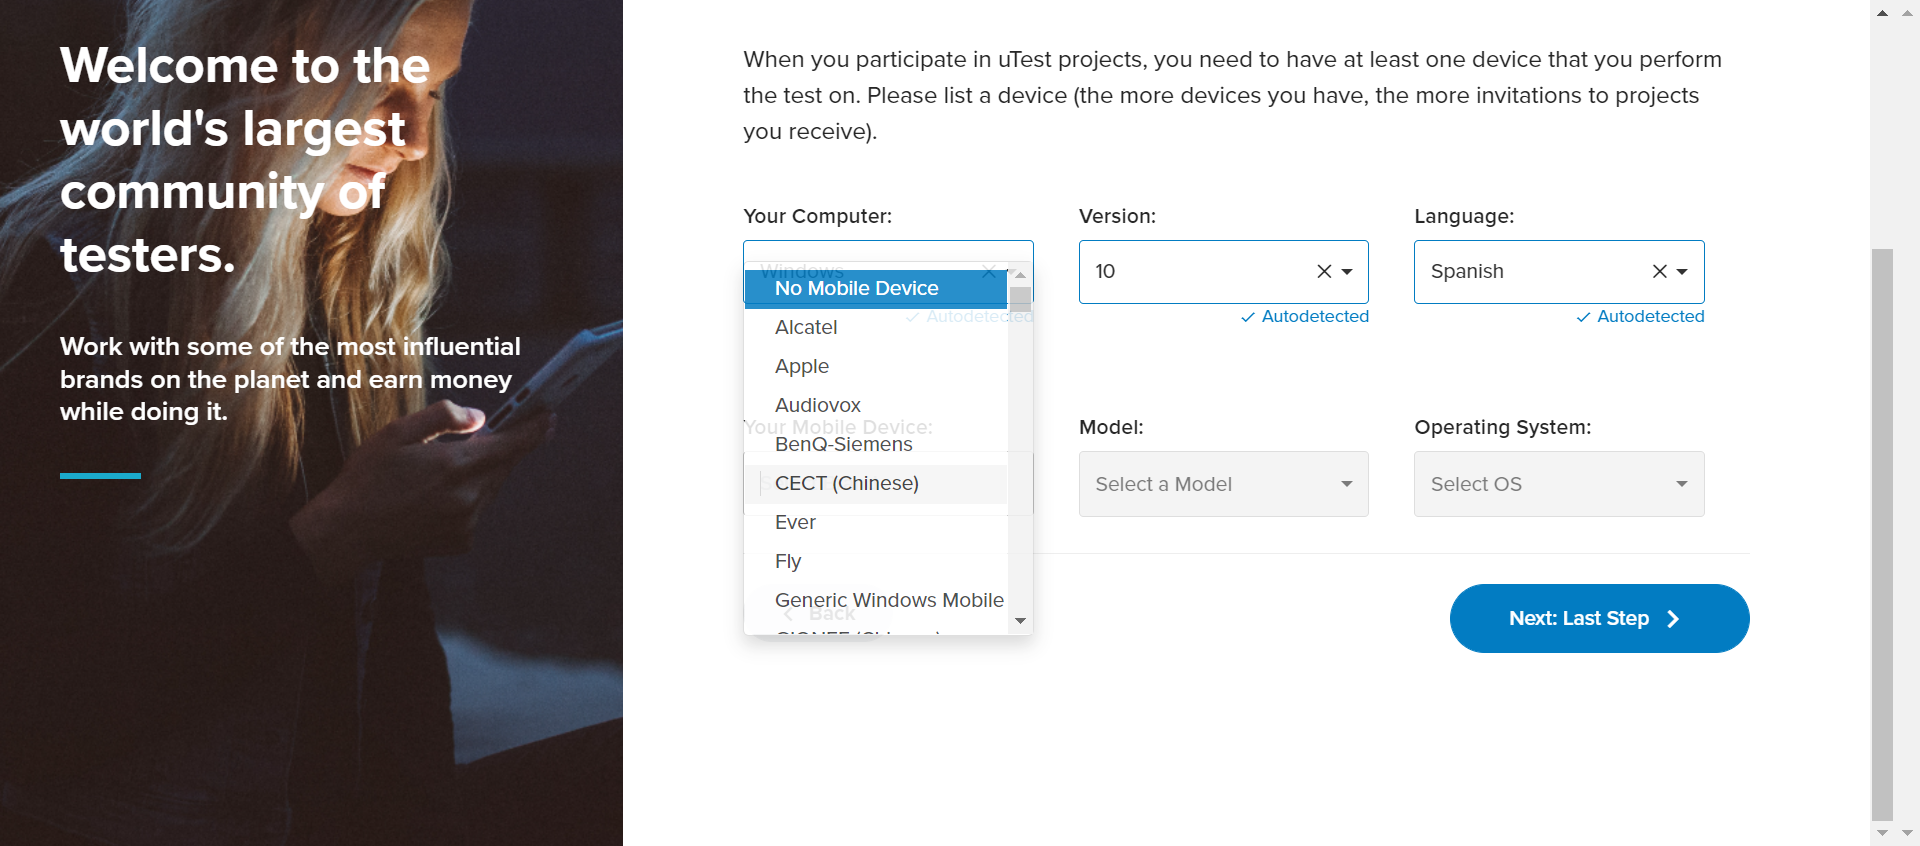 Welcome to the
world's largest
community of
testers.
Work with some of the most influential
brands on the planet and earn money
while doing it.
When you participate in uTest projects, you need to have at least one device that you perform
the test on. Please list a device (the more devices you have, the more invitations to projects
you receive).
Your Computer:
Version:
Language:
Windows
10
Spanish
Autodetected
Autodetected
Autodetected
No Mobile Device
Alcatel
Apple
Audiovox
Your Mobile Device:
Model:
Operating System:
BenQ-Siemens
CECT (Chinese)
Select a Model
Select OS
Ever
Fly
Generic Windows Mobile
Back
Next: Last Step